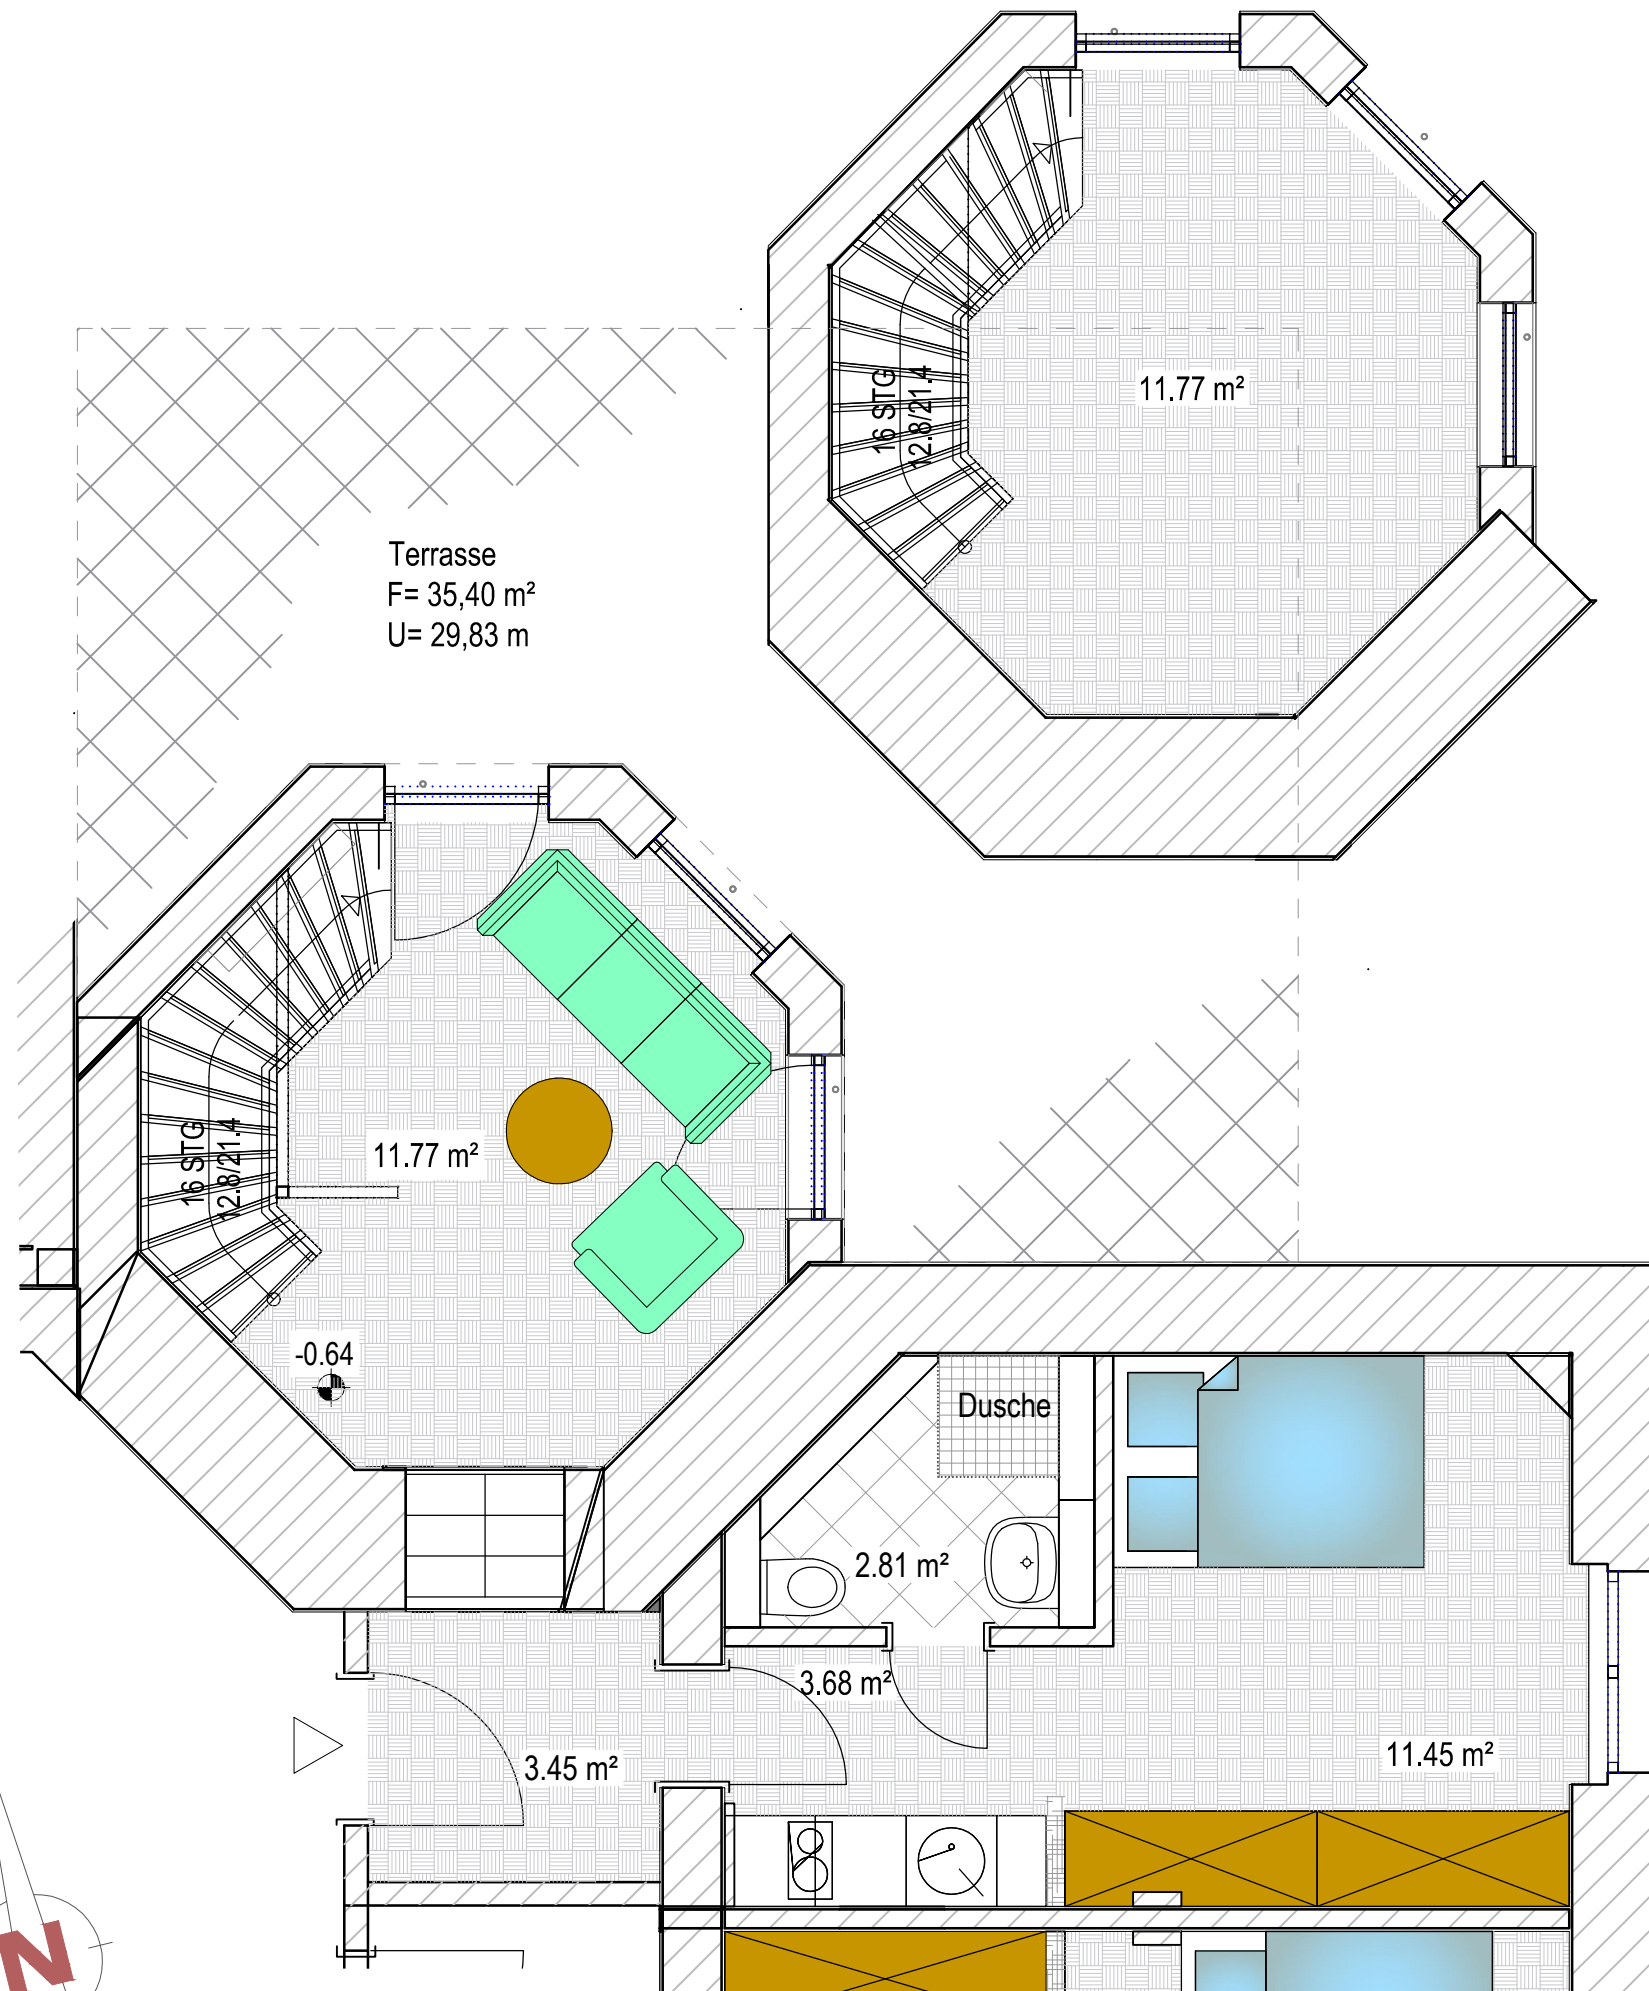 16 STG
12.8/21.4
11.77 m²
Terrasse
F= 35,40 m²
U= 29,83 m
16 STG
12.8/21.4
11.77 m²
-0.64
Dusche
2.81 m²
3.68 m²
3.45 m²
11.45 m²
N